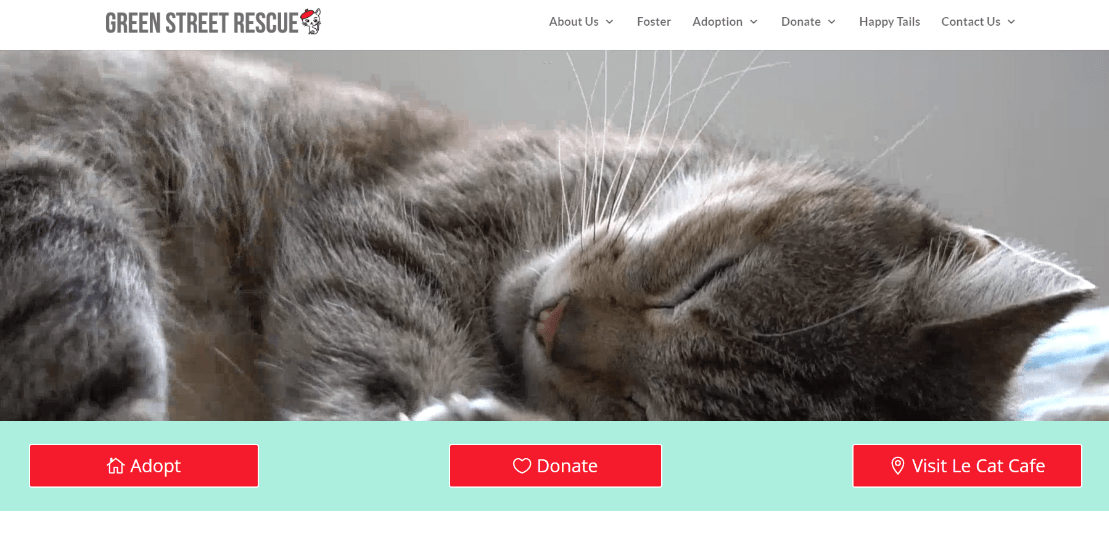 GREEN STREET RESCUE
About Us Foster Adoption Donate Happy Tails Contact Us
Adopt Donate Visit Le Cat Cafe